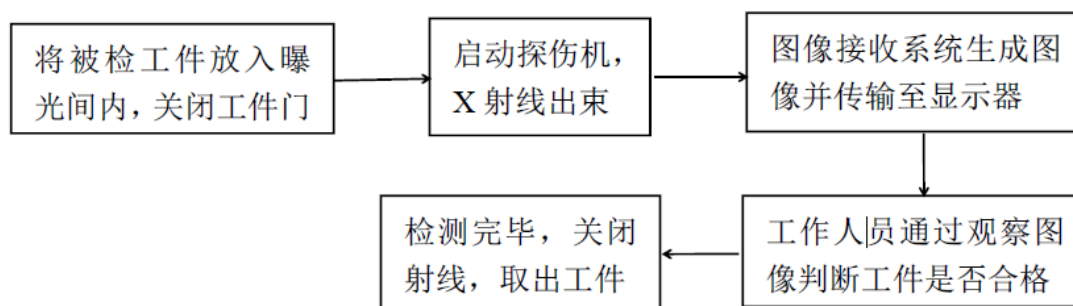 将被检工件放入曝
光间内，关闭工件门
启动探伤机，
X 射线出束
图像接收系统生成图
像并传输至显示器
工作人员通过观察图
像判断工件是否合格
检测完毕，关闭
射线，取出工件